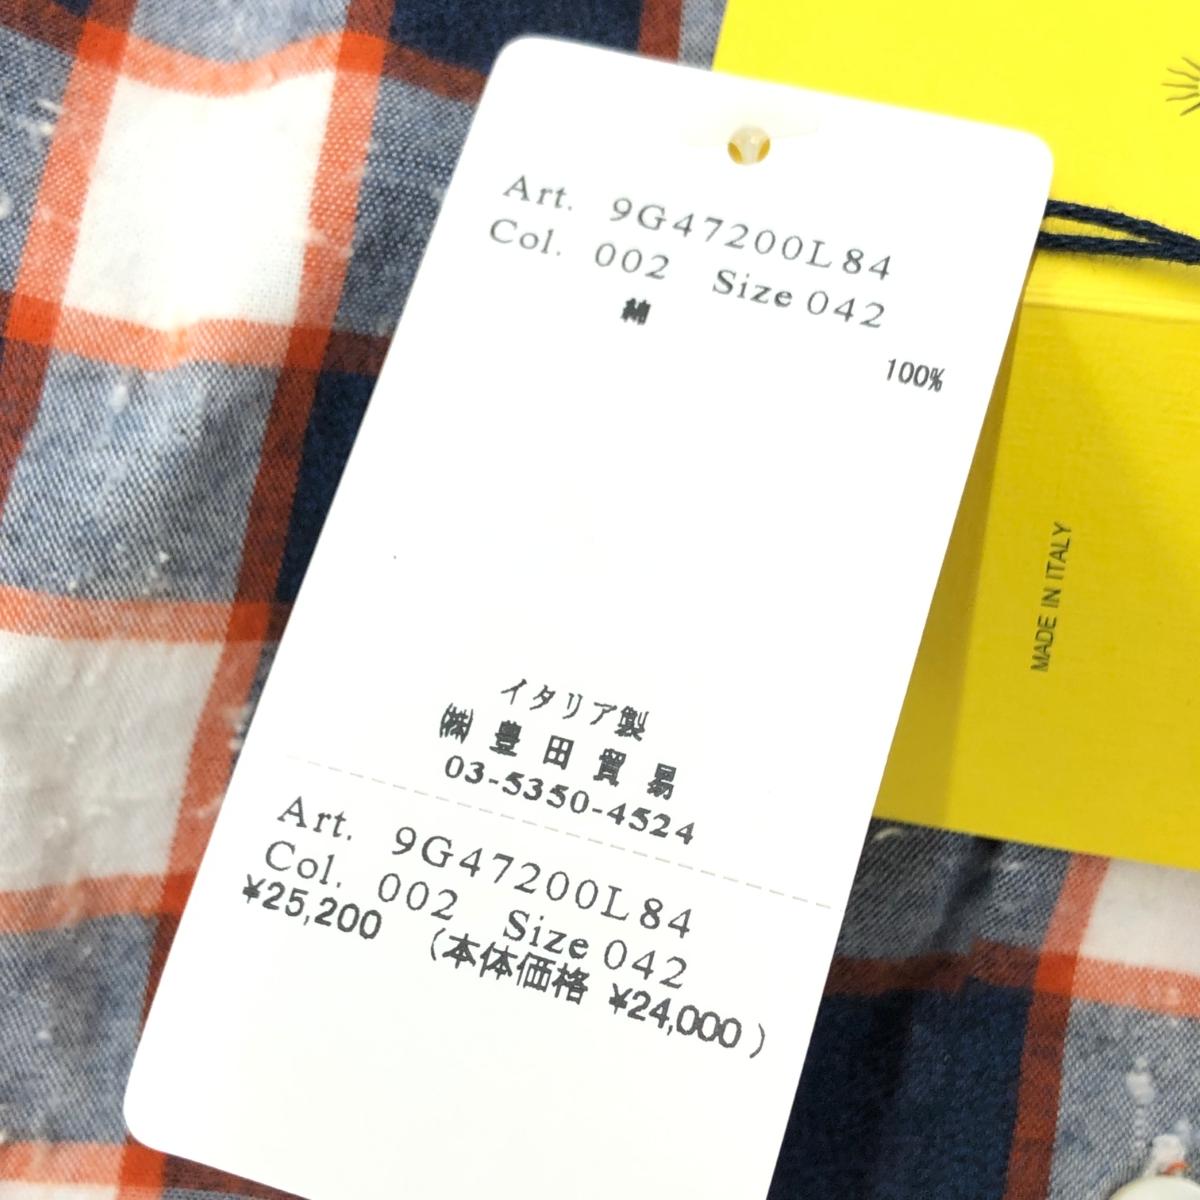 Art. 9G47200L84
Col. 002 Size 042
綿
100%
イタリア製
㈱ 豊 田 貿 易
03-5350-4524
Art. 9G47200L84
Col. 002 Size 042
¥25,200 (本体価格 ¥24,000)
MADE IN ITALY